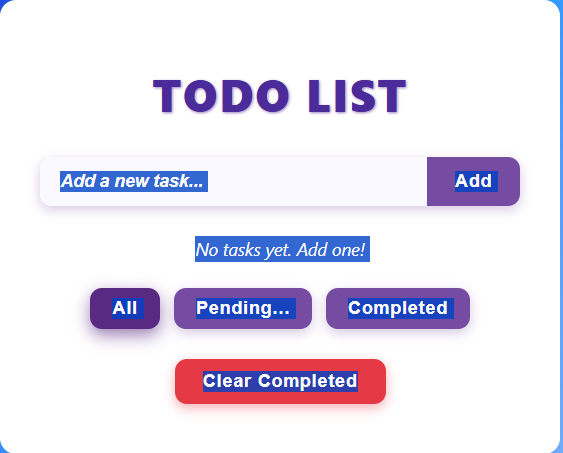 TODO LIST
Add a new task...
Add
No tasks yet. Add one!
All
Pending...
Completed
Clear Completed